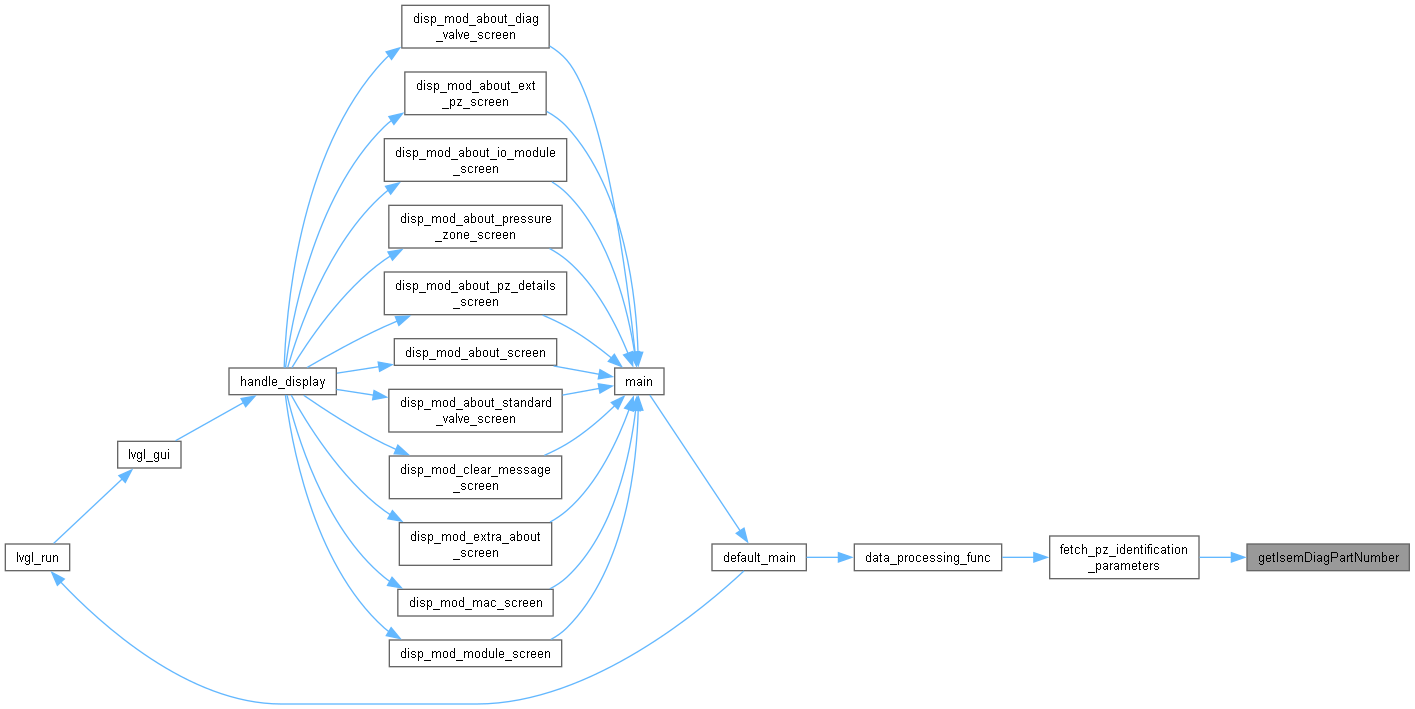 disp_mod_about_diag
_valve_screen
disp_mod_about_ext
_pz_screen
disp_mod_about_io_module
_screen
disp_mod_about_pressure
_zone_screen
disp_mod_about_pz_details
_screen
disp_mod_about_screen
handle_display
main
disp_mod_about_standard
_valve_screen
lvgl_gui
disp_mod_clear_message
_screen
disp_mod_extra_about
_screen
lvgl_run
default_main
data_processing_func
fetch_pz_identification
_parameters
getIsemDiagPartNumber
disp_mod_mac_screen
disp_mod_module_screen